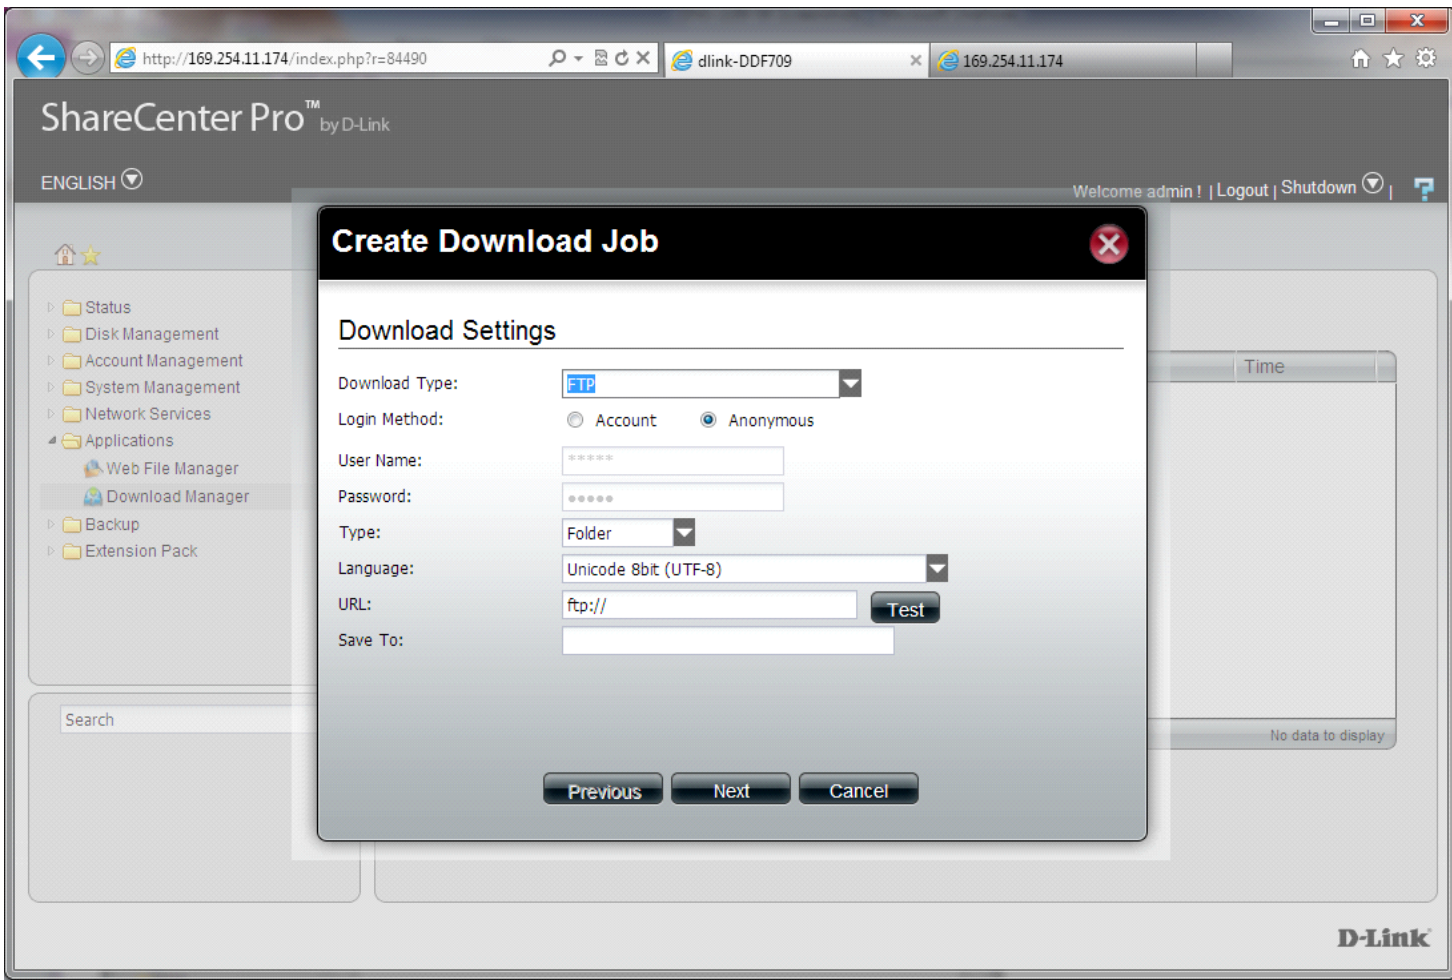 http://169.254.11.174/index.php?r=84490
dlink-DDF709
169.254.11.174
ShareCenter Pro™ by D-Link
ENGLISH
Welcome admin ! | Logout | Shutdown |
?
Create Download Job
Status
Disk Management
Account Management
System Management
Network Services
Applications
Web File Manager
Download Manager
Backup
Extension Pack
Search
Download Settings
Download Type: FTP
Login Method: Account Anonymous
User Name: *****
Password: •••••
Type: Folder
Language: Unicode 8bit (UTF-8)
URL: ftp:// Test
Save To:
Previous Next Cancel
Time
No data to display
D-Link